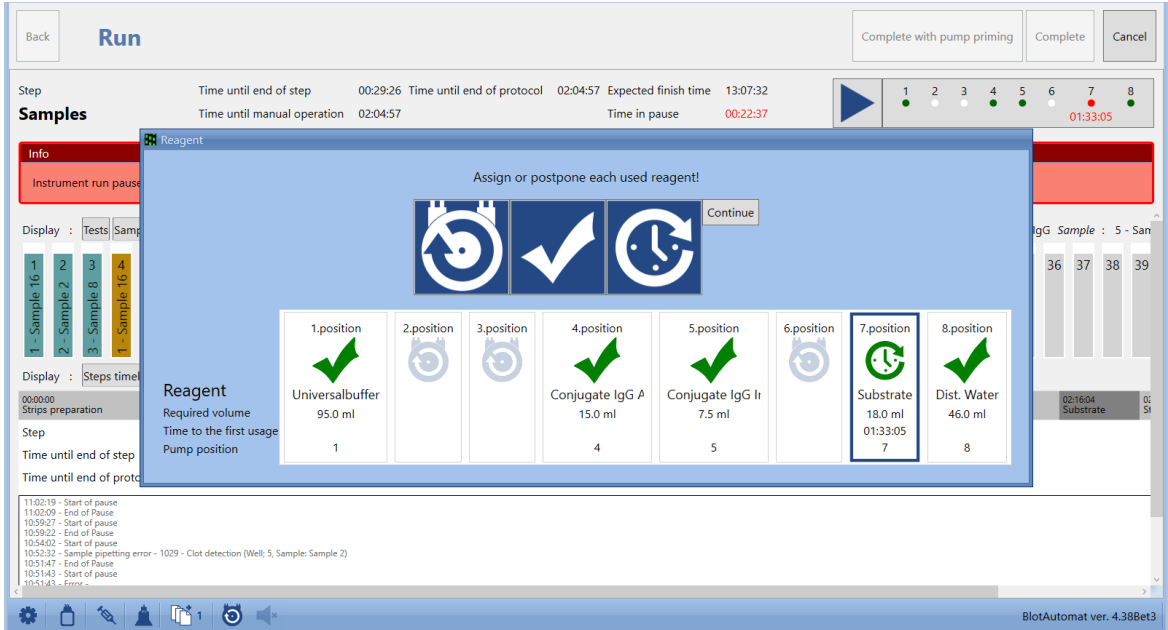 Back
Run
Complete with pump priming
Complete
Cancel
Step
Time until end of step 00:29:26 Time until end of protocol 02:04:57 Expected finish time 13:07:32
Samples
Time until manual operation 02:04:57 Time in pause 00:22:37
1 2 3 4 5 6 7 8
01:33:05
Info
Instrument run pause
Reagent
Assign or postpone each used reagent!
Continue
Display : Tests Samp
IgG Sample : 5 - Sam
1 2 3 4
1 - Sample 16
2 - Sample 2
3 - Sample 8
1 - Sample 16
36 37 38 39
1.position 2.position 3.position 4.position 5.position 6.position 7.position 8.position
Reagent Universalbuffer Conjugate IgG A Conjugate IgG Ir Substrate Dist. Water
Required volume 95.0 ml 15.0 ml 7.5 ml 18.0 ml 46.0 ml
Time to the first usage 01:33:05
Pump position 1 4 5 7 8
Display : Steps timel
00:00:00
Strips preparation
02:16:04
Substrate
Step
Time until end of step
Time until end of proto
11:02:19 - Start of pause
11:02:09 - End of Pause
10:59:27 - Start of pause
10:59:22 - End of Pause
10:54:02 - Start of pause
10:52:32 - Sample pipetting error - 1029 - Clot detection (Well; 5, Sample: Sample 2)
10:51:47 - End of Pause
10:51:43 - Start of pause
10:51:43 - Error -
1
BlotAutomat ver. 4.38Bet3